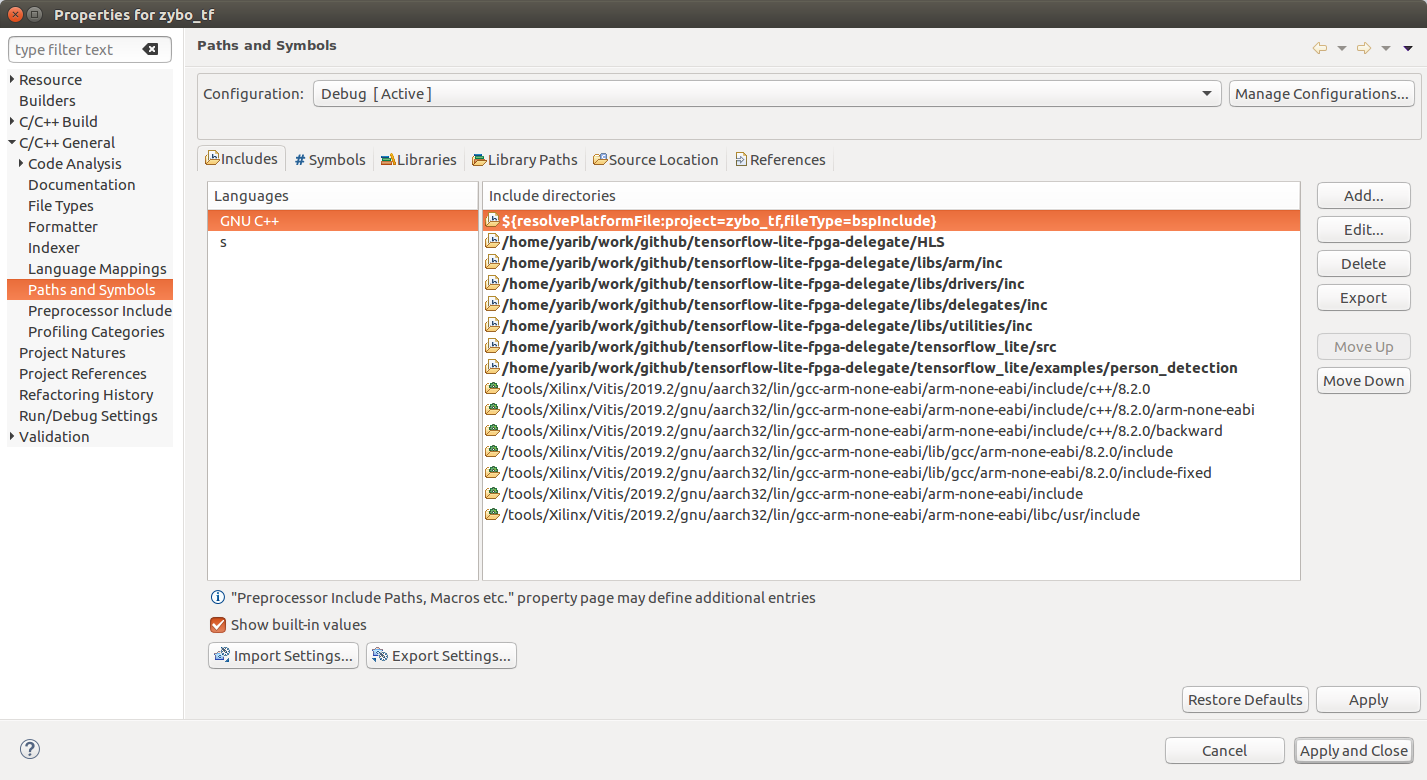 Properties for zybo_tf
type filter text
Resource
Builders
C/C++ Build
C/C++ General
Code Analysis
Documentation
File Types
Formatter
Indexer
Language Mappings
Paths and Symbols
Preprocessor Include
Profiling Categories
Project Natures
Project References
Refactoring History
Run/Debug Settings
Validation
Paths and Symbols
Configuration: Debug [ Active ] Manage Configurations...
Includes # Symbols Libraries Library Paths Source Location References
Languages
GNU C++
s
Include directories
${resolvePlatformFile:project=zybo_tf,fileType=bspInclude}
/home/yarib/work/github/tensorflow-lite-fpga-delegate/HLS
/home/yarib/work/github/tensorflow-lite-fpga-delegate/libs/arm/inc
/home/yarib/work/github/tensorflow-lite-fpga-delegate/libs/drivers/inc
/home/yarib/work/github/tensorflow-lite-fpga-delegate/libs/delegates/inc
/home/yarib/work/github/tensorflow-lite-fpga-delegate/libs/utilities/inc
/home/yarib/work/github/tensorflow-lite-fpga-delegate/tensorflow_lite/src
/home/yarib/work/github/tensorflow-lite-fpga-delegate/tensorflow_lite/examples/person_detection
/tools/Xilinx/Vitis/2019.2/gnu/aarch32/lin/gcc-arm-none-eabi/arm-none-eabi/include/c++/8.2.0
/tools/Xilinx/Vitis/2019.2/gnu/aarch32/lin/gcc-arm-none-eabi/arm-none-eabi/include/c++/8.2.0/arm-none-eabi
/tools/Xilinx/Vitis/2019.2/gnu/aarch32/lin/gcc-arm-none-eabi/arm-none-eabi/include/c++/8.2.0/backward
/tools/Xilinx/Vitis/2019.2/gnu/aarch32/lin/gcc-arm-none-eabi/lib/gcc/arm-none-eabi/8.2.0/include
/tools/Xilinx/Vitis/2019.2/gnu/aarch32/lin/gcc-arm-none-eabi/lib/gcc/arm-none-eabi/8.2.0/include-fixed
/tools/Xilinx/Vitis/2019.2/gnu/aarch32/lin/gcc-arm-none-eabi/arm-none-eabi/include
/tools/Xilinx/Vitis/2019.2/gnu/aarch32/lin/gcc-arm-none-eabi/arm-none-eabi/libc/usr/include
Add...
Edit...
Delete
Export
Move Up
Move Down
"Preprocessor Include Paths, Macros etc." property page may define additional entries
Show built-in values
Import Settings... Export Settings...
Restore Defaults Apply
? Cancel Apply and Close